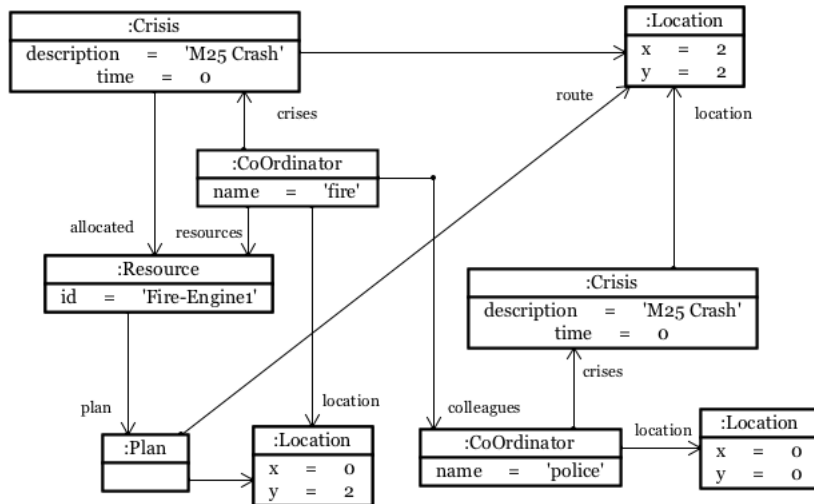 :Crisis
description = 'M25 Crash'
time = 0
:Location
x = 2
y = 2
route
location
crises
:CoOrdinator
name = 'fire'
allocated
resources
:Resource
id = 'Fire-Engine1'
:Crisis
description = 'M25 Crash'
time = 0
crises
plan
location
colleagues
:Plan
:Location
x = 0
y = 2
:CoOrdinator
name = 'police'
location
:Location
x = 0
y = 0